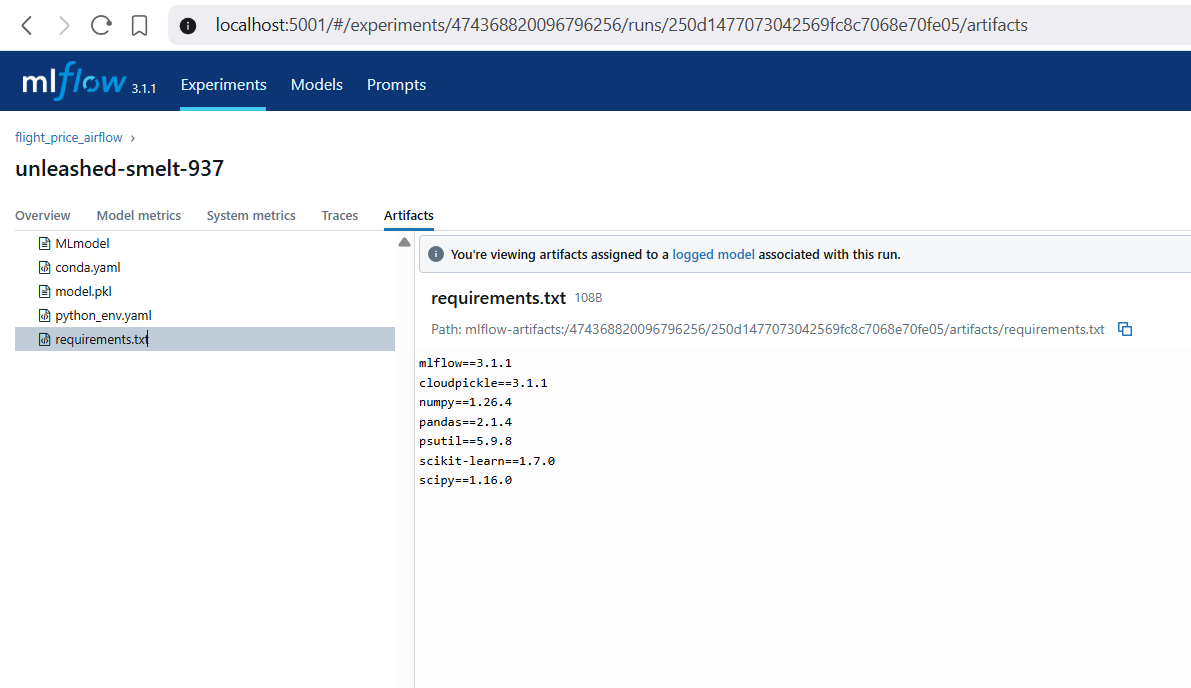 localhost:5001/#/experiments/474368820096796256/runs/250d1477073042569fc8c7068e70fe05/artifacts
mlflow 3.1.1 Experiments Models Prompts
flight_price_airflow >
unleashed-smelt-937
Overview Model metrics System metrics Traces Artifacts
MLmodel
conda.yaml
model.pkl
python_env.yaml
requirements.txt
You're viewing artifacts assigned to a logged model associated with this run.
requirements.txt 108B
Path: mlflow-artifacts:/474368820096796256/250d1477073042569fc8c7068e70fe05/artifacts/requirements.txt
mlflow==3.1.1
cloudpickle==3.1.1
numpy==1.26.4
pandas==2.1.4
psutil==5.9.8
scikit-learn==1.7.0
scipy==1.16.0